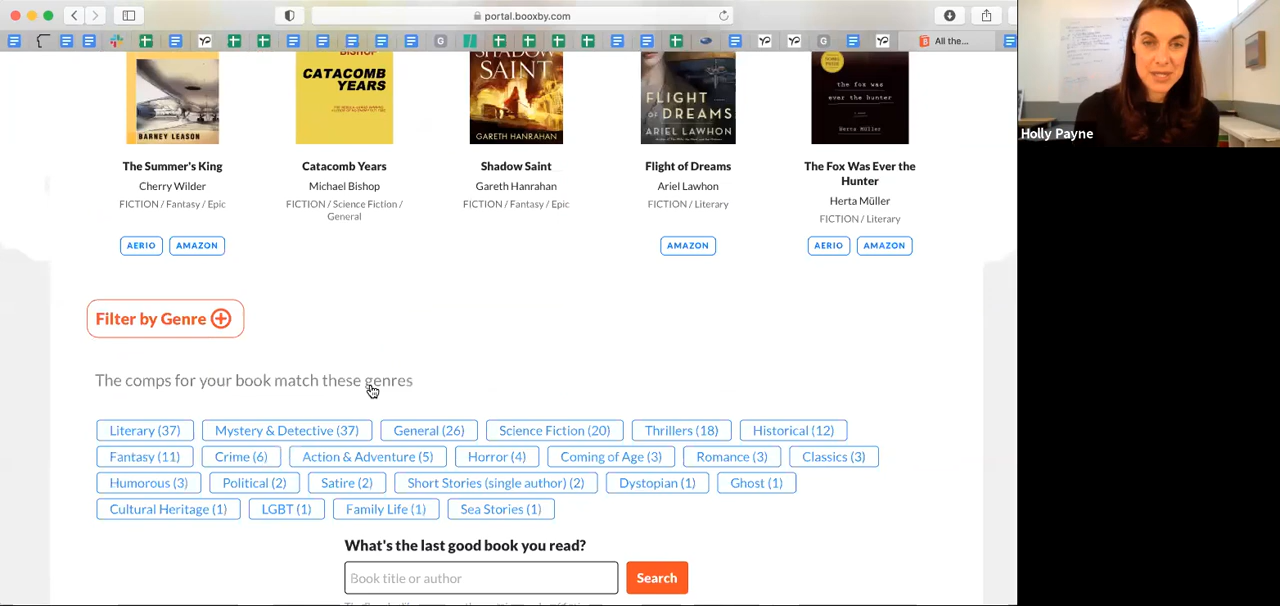 portal.booxby.com
All the...
BISHOP
SHADOW
BARNEY LEASON
CATACOMB
YEARS
SAINT
GARETH HANRAHAN
FLIGHT
OF DREAMS
ARIEL LAWHON
the fox was
ever the hunter
Herta Müller
Holly Payne
The Summer's King
Catacomb Years
Shadow Saint
Flight of Dreams
The Fox Was Ever the
Hunter
Cherry Wilder
Michael Bishop
Gareth Hanrahan
Ariel Lawhon
Herta Müller
FICTION / Fantasy / Epic
FICTION / Science Fiction /
General
FICTION / Fantasy / Epic
FICTION / Literary
FICTION / Literary
AERIO AMAZON
AMAZON
AERIO AMAZON
Filter by Genre
The comps for your book match these genres
Literary (37) Mystery & Detective (37) General (26) Science Fiction (20) Thrillers (18) Historical (12)
Fantasy (11) Crime (6) Action & Adventure (5) Horror (4) Coming of Age (3) Romance (3) Classics (3)
Humorous (3) Political (2) Satire (2) Short Stories (single author) (2) Dystopian (1) Ghost (1)
Cultural Heritage (1) LGBT (1) Family Life (1) Sea Stories (1)
What's the last good book you read?
Book title or author
Search